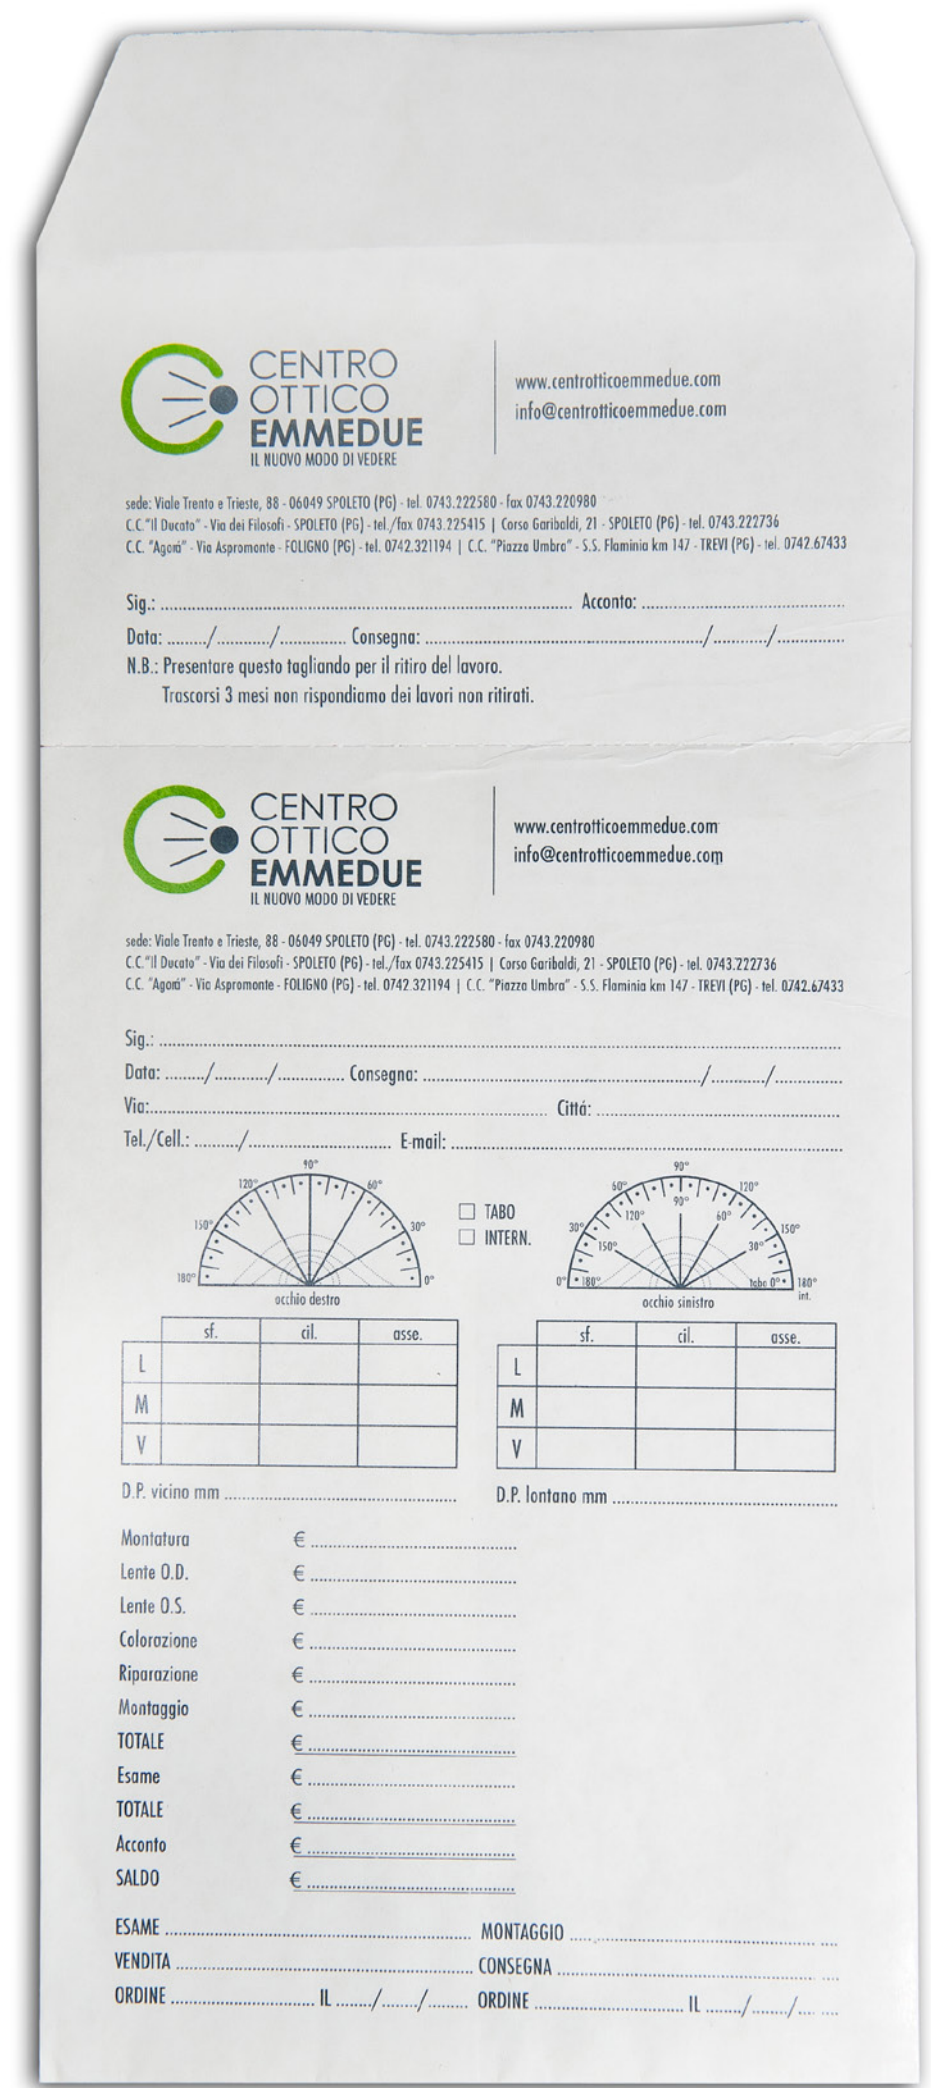 CENTRO
OTTICO
EMMEDUE
IL NUOVO MODO DI VEDERE
www.centrotticoemmedue.com
info@centrotticoemmedue.com
sede: Viale Trento e Trieste, 88 - 06049 SPOLETO (PG) - tel. 0743.222580 - fax 0743.220980
C.C."Il Ducato" - Via dei Filosofi - SPOLETO (PG) - tel./fax 0743.225415 | Corso Garibaldi, 21 - SPOLETO (PG) - tel. 0743.222736
C.C. "Agorá" - Via Aspromonte - FOLIGNO (PG) - tel. 0742.321194 | C.C. "Piazza Umbra" - S.S. Flaminia km 147 - TREVI (PG) - tel. 0742.67433
Sig.: ........ Acconto: ........
Data: ......../.........../............. Consegna: ......../.........../.............
N.B.: Presentare questo tagliando per il ritiro del lavoro.
Trascorsi 3 mesi non rispondiamo dei lavori non ritirati.
CENTRO
OTTICO
EMMEDUE
IL NUOVO MODO DI VEDERE
www.centrotticoemmedue.com
info@centrotticoemmedue.com
sede: Viale Trento e Trieste, 88 - 06049 SPOLETO (PG) - tel. 0743.222580 - fax 0743.220980
C.C."Il Ducato" - Via dei Filosofi - SPOLETO (PG) - tel./fax 0743.225415 | Corso Garibaldi, 21 - SPOLETO (PG) - tel. 0743.222736
C.C. "Agorá" - Via Aspromonte - FOLIGNO (PG) - tel. 0742.321194 | C.C. "Piazza Umbra" - S.S. Flaminia km 147 - TREVI (PG) - tel. 0742.67433
Sig.: ........
Data: ......../.........../............. Consegna: ......../.........../.............
Via:........ Cittá: ........
Tel./Cell.: ......../........ E-mail: ........
90°
120° 60°
150° 30°
180° 0°
occhio destro
TABO
INTERN.
90°
60° 90° 120°
120° 60°
30° 150° 30° 150°
0° 180° tabo 0° 180°
int.
occhio sinistro
sf. cil. asse.
L
M
V
sf. cil. asse.
L
M
V
D.P. vicino mm ........
D.P. lontano mm ........
Montatura € ........
Lente O.D. € ........
Lente O.S. € ........
Colorazione € ........
Riparazione € ........
Montaggio € ........
TOTALE € ........
Esame € ........
TOTALE € ........
Acconto € ........
SALDO € ........
ESAME ........ MONTAGGIO ........
VENDITA ........ CONSEGNA ........
ORDINE ........ IL ......../......../........ ORDINE ........ IL ......../......../........